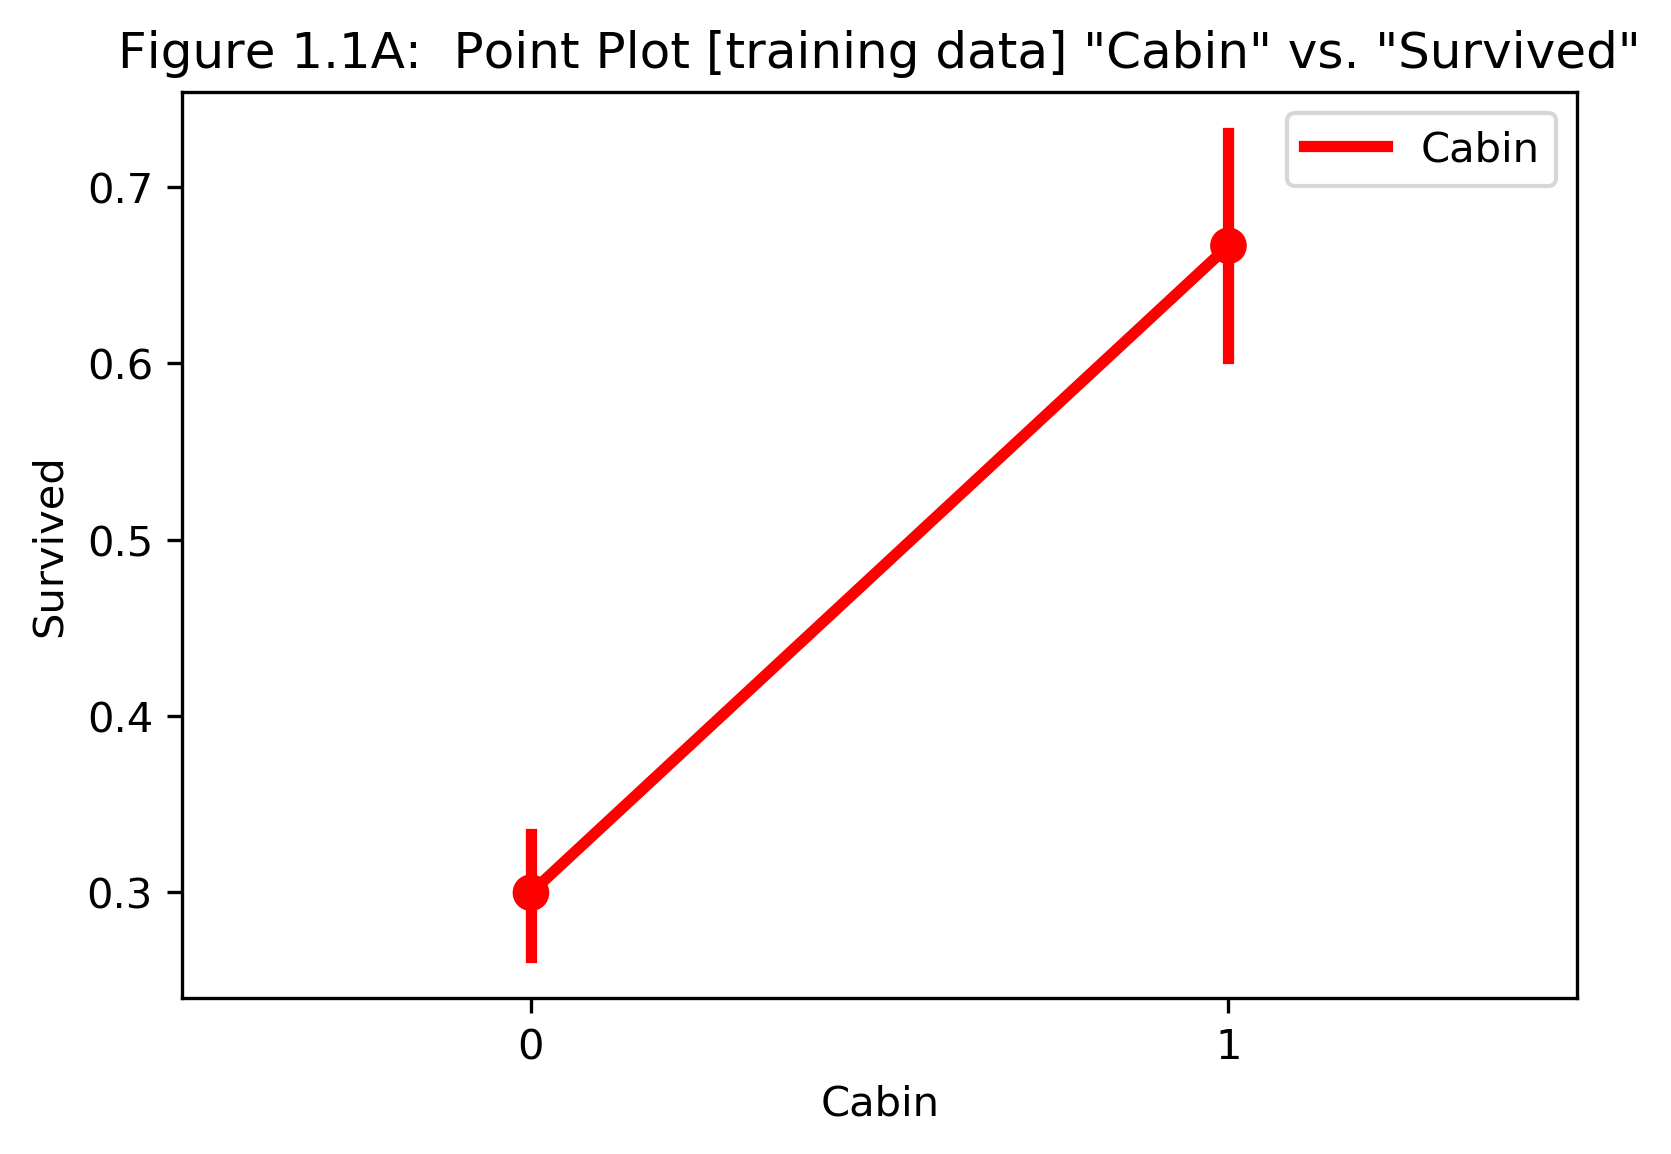 Figure 1.1A:  Point Plot [training data] "Cabin" vs. "Survived"
Cabin
0.7
0.6
0.5
0.4
0.3
Survived
0
1
Cabin